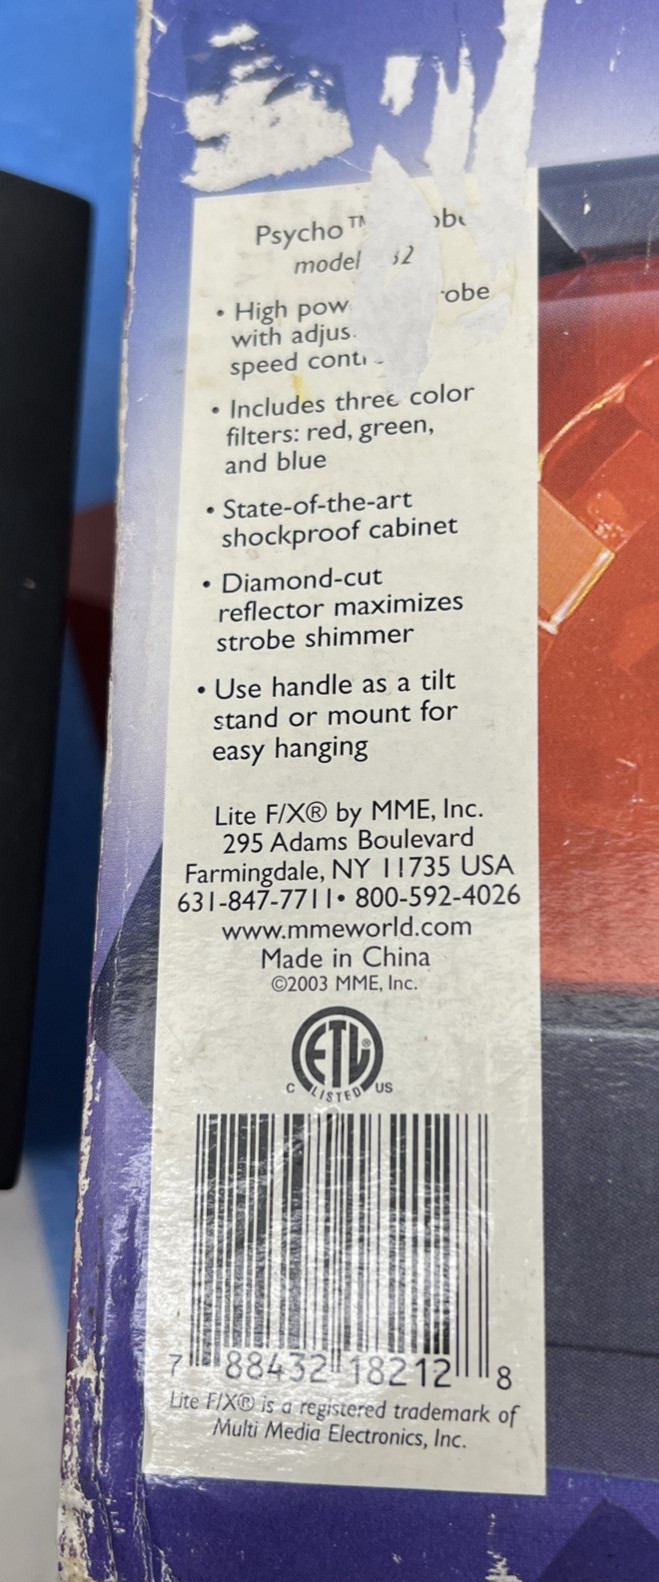 Psycho™
model
• High
with
speed
• Includes three color
filters: red, green,
and blue
• State-of-the-art
shockproof cabinet
• Diamond-cut
reflector maximizes
strobe shimmer
• Use handle as a tilt
stand or mount for
easy hanging
Lite F/X® by MME, Inc.
295 Adams Boulevard
Farmingdale, NY 11735 USA
631-847-7711• 800-592-4026
www.mmeworld.com
Made in China
©2003 MME, Inc.
ETL®
C LISTED US
7 88432 18212 8
Lite F/X® is a registered trademark of
Multi Media Electronics, Inc.